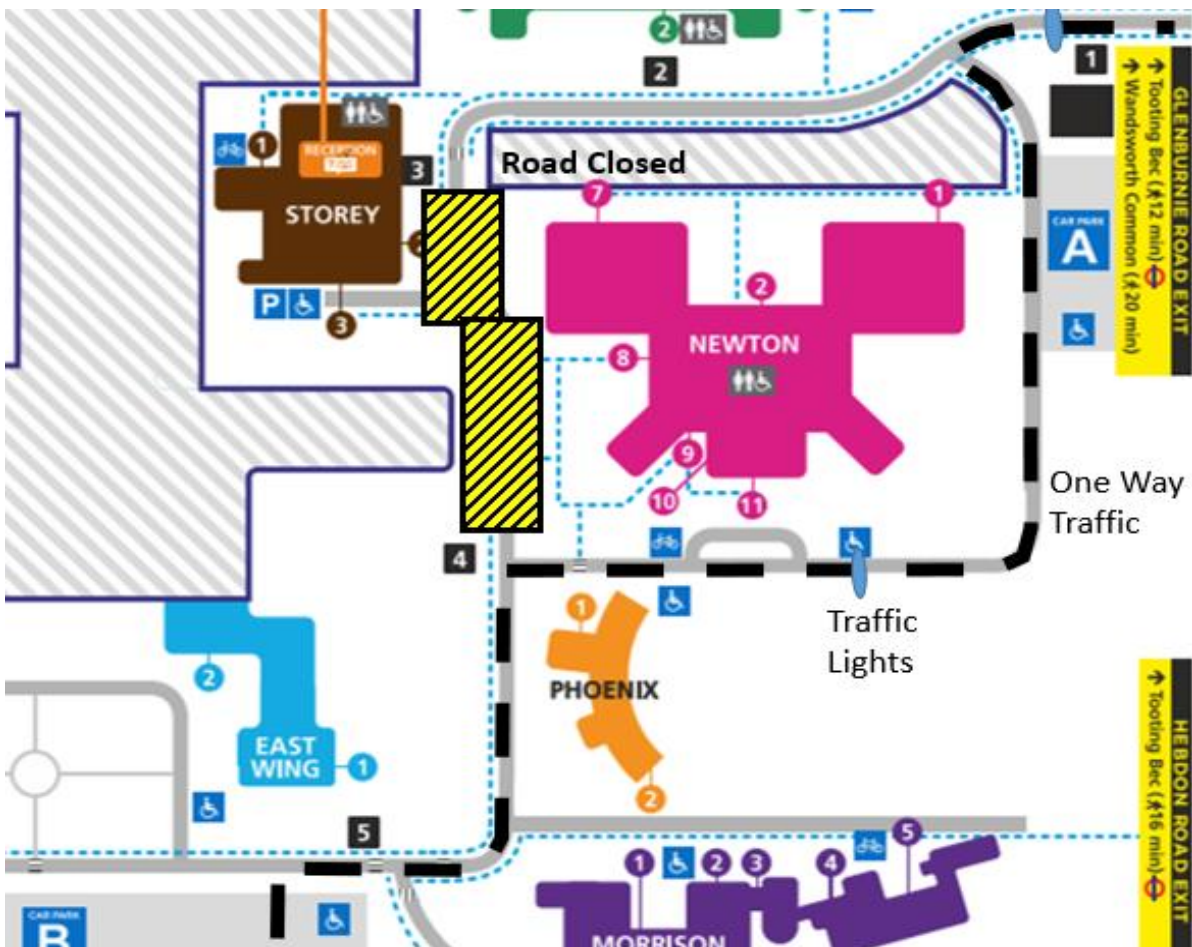 2
1
GLENBURNIE ROAD EXIT
↑ Tooting Bec (12 min)
↑ Wandsworth Common (20 min)
1
RECEPTION
3
Road Closed
STOREY
7
1
CAR PARK
A
P
3
2
8
NEWTON
9
10
11
One Way
Traffic
4
Traffic
Lights
1
PHOENIX
2
2
EAST
WING
1
HEBDON ROAD EXIT
↑ Tooting Bec (16 min)
5
1
2
3
4
5
CAR PARK
B
MORRISON
2